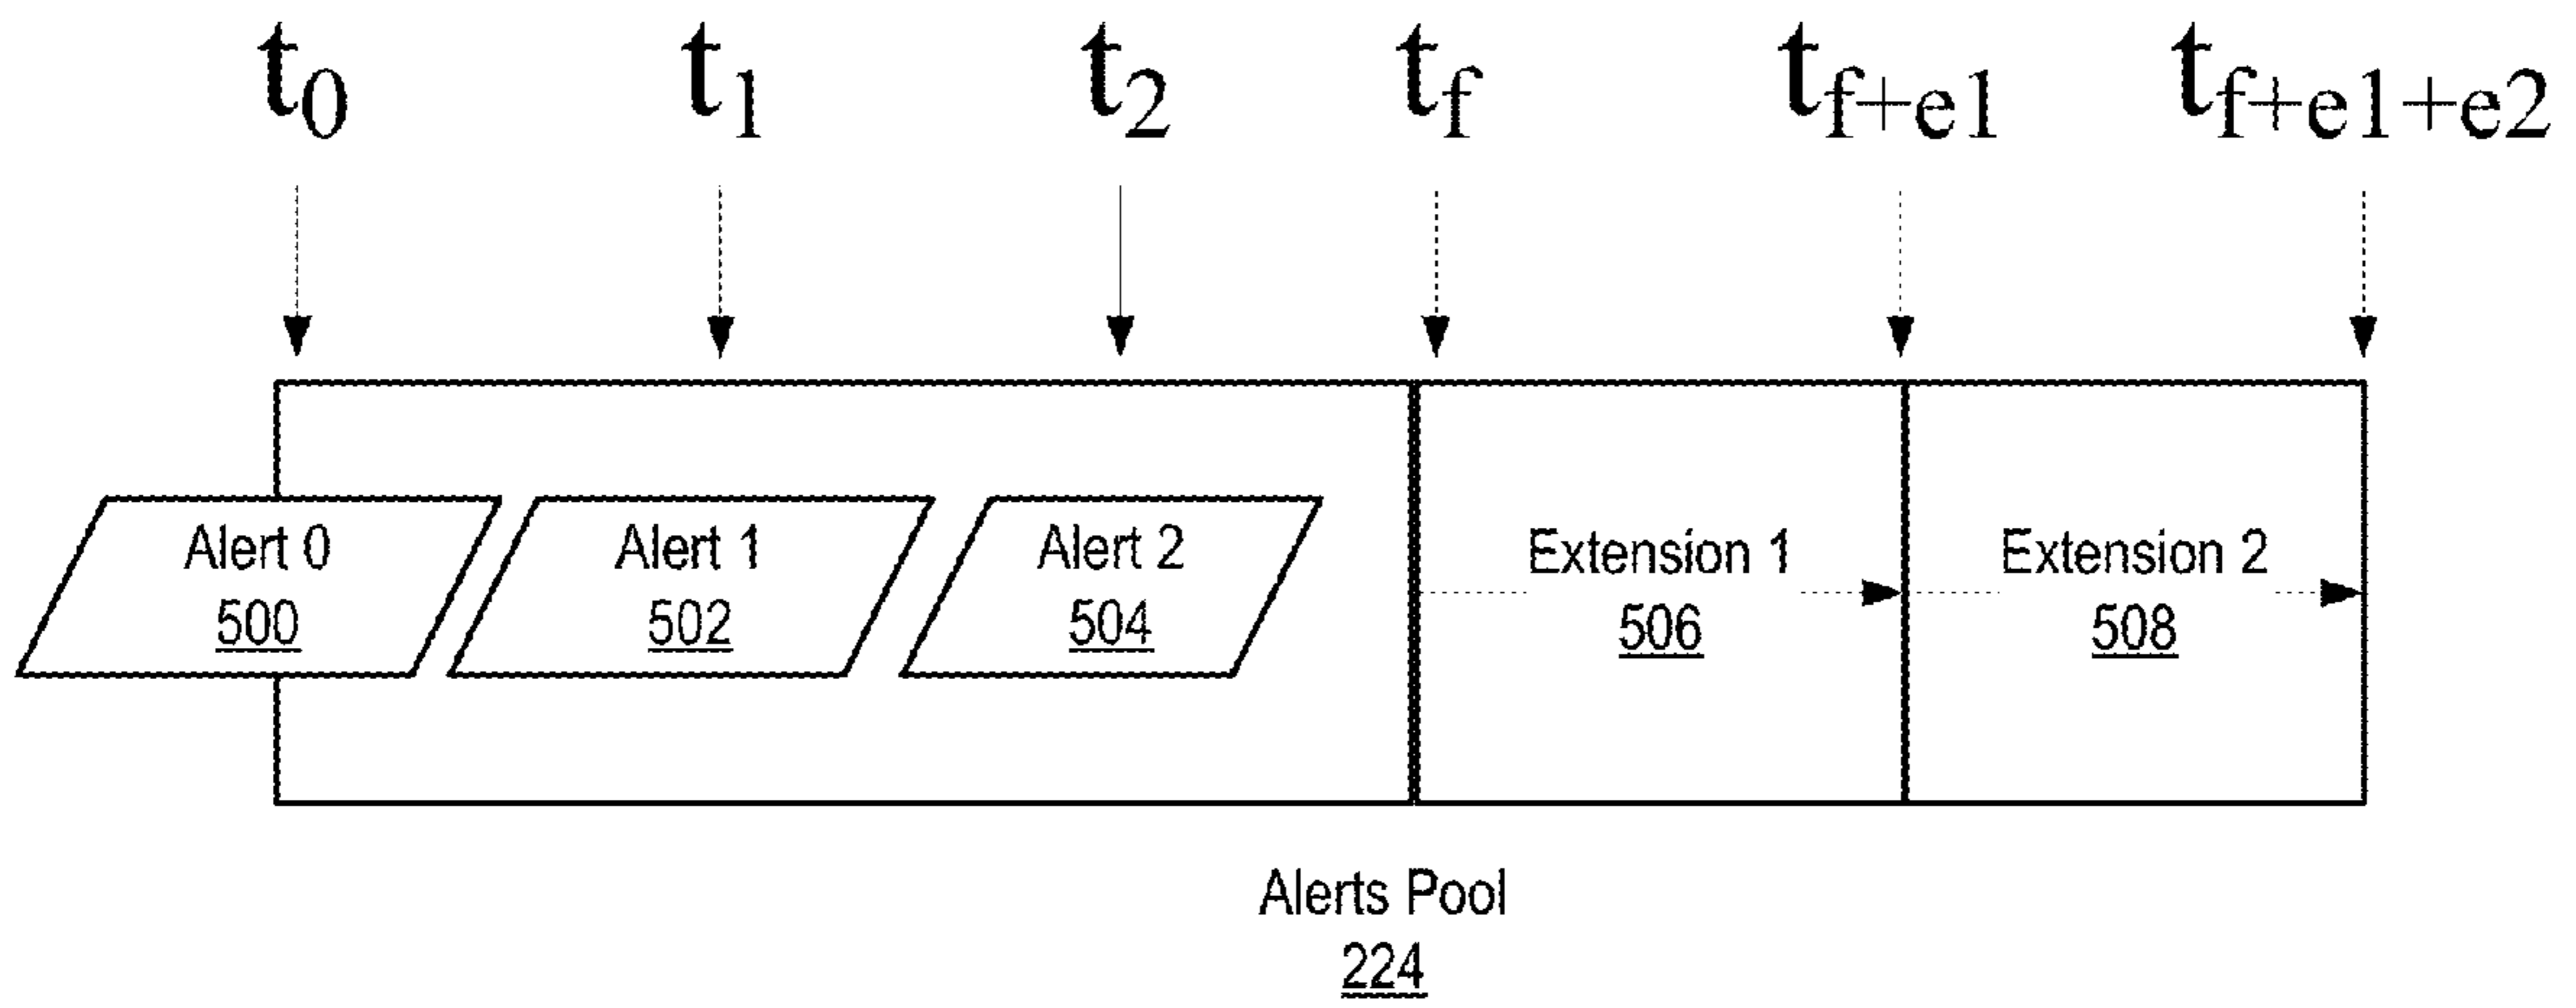 t0 t1 t2 tf tf+e1 tf+e1+e2
Alert 0
500
Alert 1
502
Alert 2
504
Extension 1
506
Extension 2
508
Alerts Pool
224